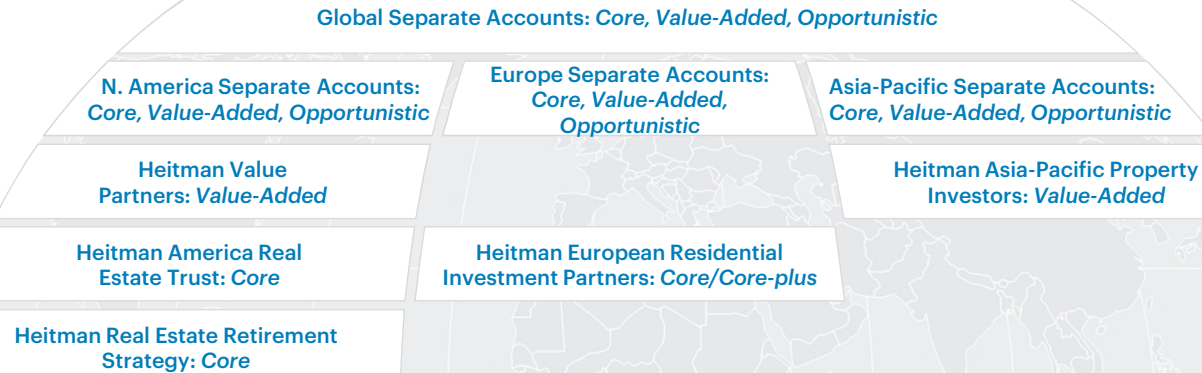 Global Separate Accounts: Core, Value-Added, Opportunistic
N. America Separate Accounts:
Core, Value-Added, Opportunistic
Europe Separate Accounts:
Core, Value-Added,
Opportunistic
Asia-Pacific Separate Accounts:
Core, Value-Added, Opportunistic
Heitman Value
Partners: Value-Added
Heitman Asia-Pacific Property
Investors: Value-Added
Heitman America Real
Estate Trust: Core
Heitman European Residential
Investment Partners: Core/Core-plus
Heitman Real Estate Retirement
Strategy: Core